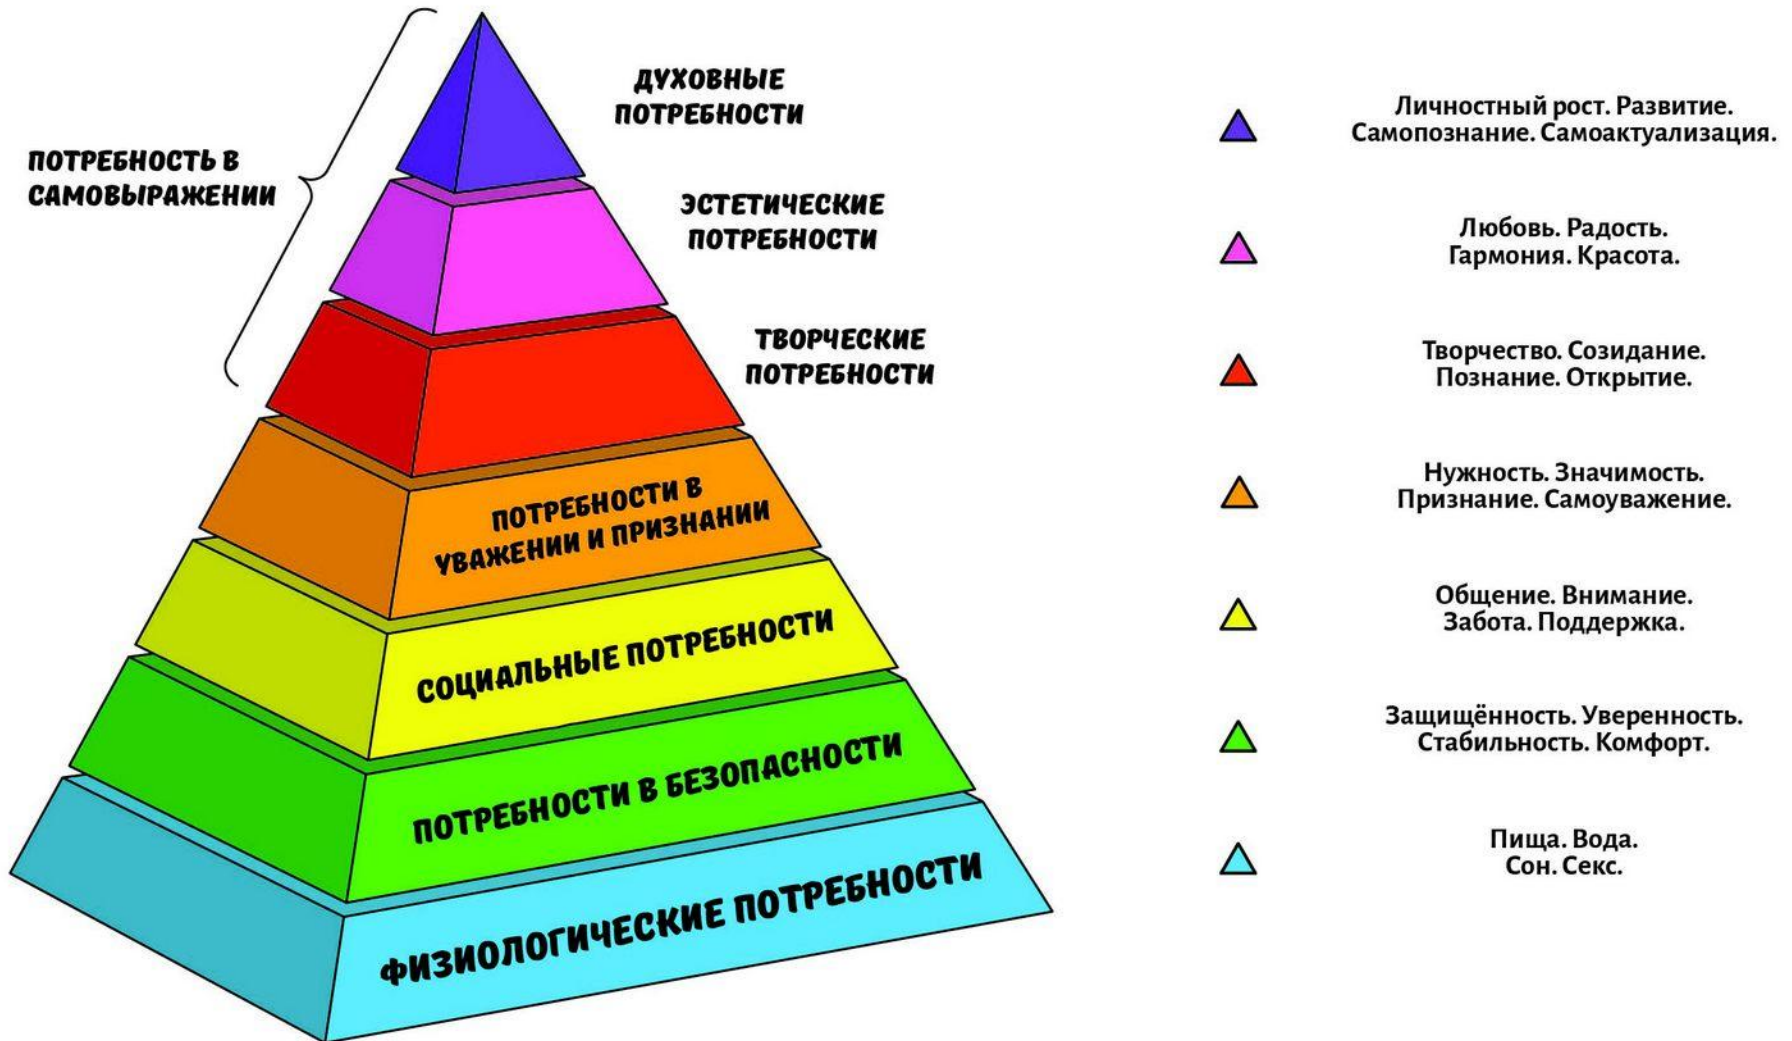 ДУХОВНЫЕ
ПОТРЕБНОСТИ
ПОТРЕБНОСТЬ В
САМОВЫРАЖЕНИИ
ЭСТЕТИЧЕСКИЕ
ПОТРЕБНОСТИ
ТВОРЧЕСКИЕ
ПОТРЕБНОСТИ
ПОТРЕБНОСТИ В
УВАЖЕНИИ И ПРИЗНАНИИ
СОЦИАЛЬНЫЕ ПОТРЕБНОСТИ
ПОТРЕБНОСТИ В БЕЗОПАСНОСТИ
ФИЗИОЛОГИЧЕСКИЕ ПОТРЕБНОСТИ
Личностный рост. Развитие.
Самопознание. Самоактуализация.
Любовь. Радость.
Гармония. Красота.
Творчество. Созидание.
Познание. Открытие.
Нужность. Значимость.
Признание. Самоуважение.
Общение. Внимание.
Забота. Поддержка.
Защищённость. Уверенность.
Стабильность. Комфорт.
Пища. Вода.
Сон. Секс.